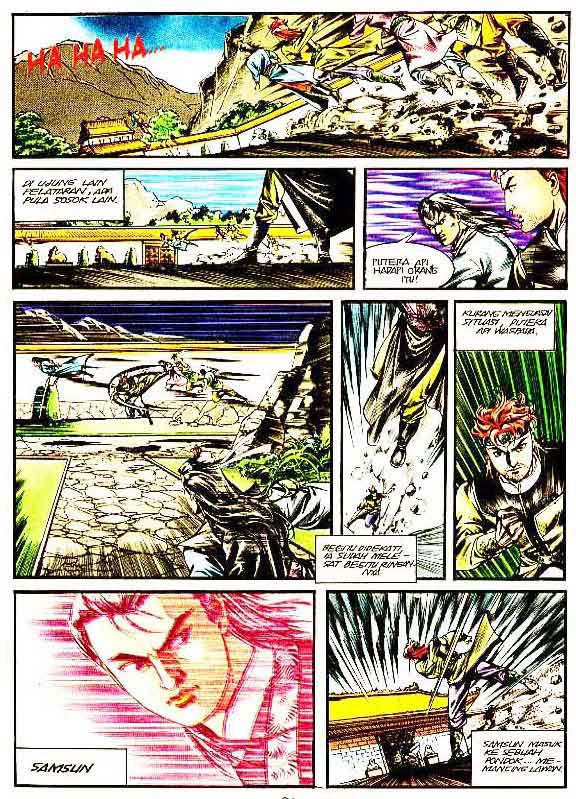 HA HA HA...
DI UJUNG LAIN
PELATARAN, ADA
PULA SOSOK LAIN.
PUTERA API
HADAPI ORANG
ITU!
KURANG MENGUASAI
SITUASI, PUTERA
API WASPADA.
BEGITU DIDEKATI,
IA SUDAH MELE-
SAT BEGITU RINGAN-
NYA!
SAMSUN
SAMSUN MASUK
KE SEBUAH
PONDOK... ME-
MANCING LAWAN.